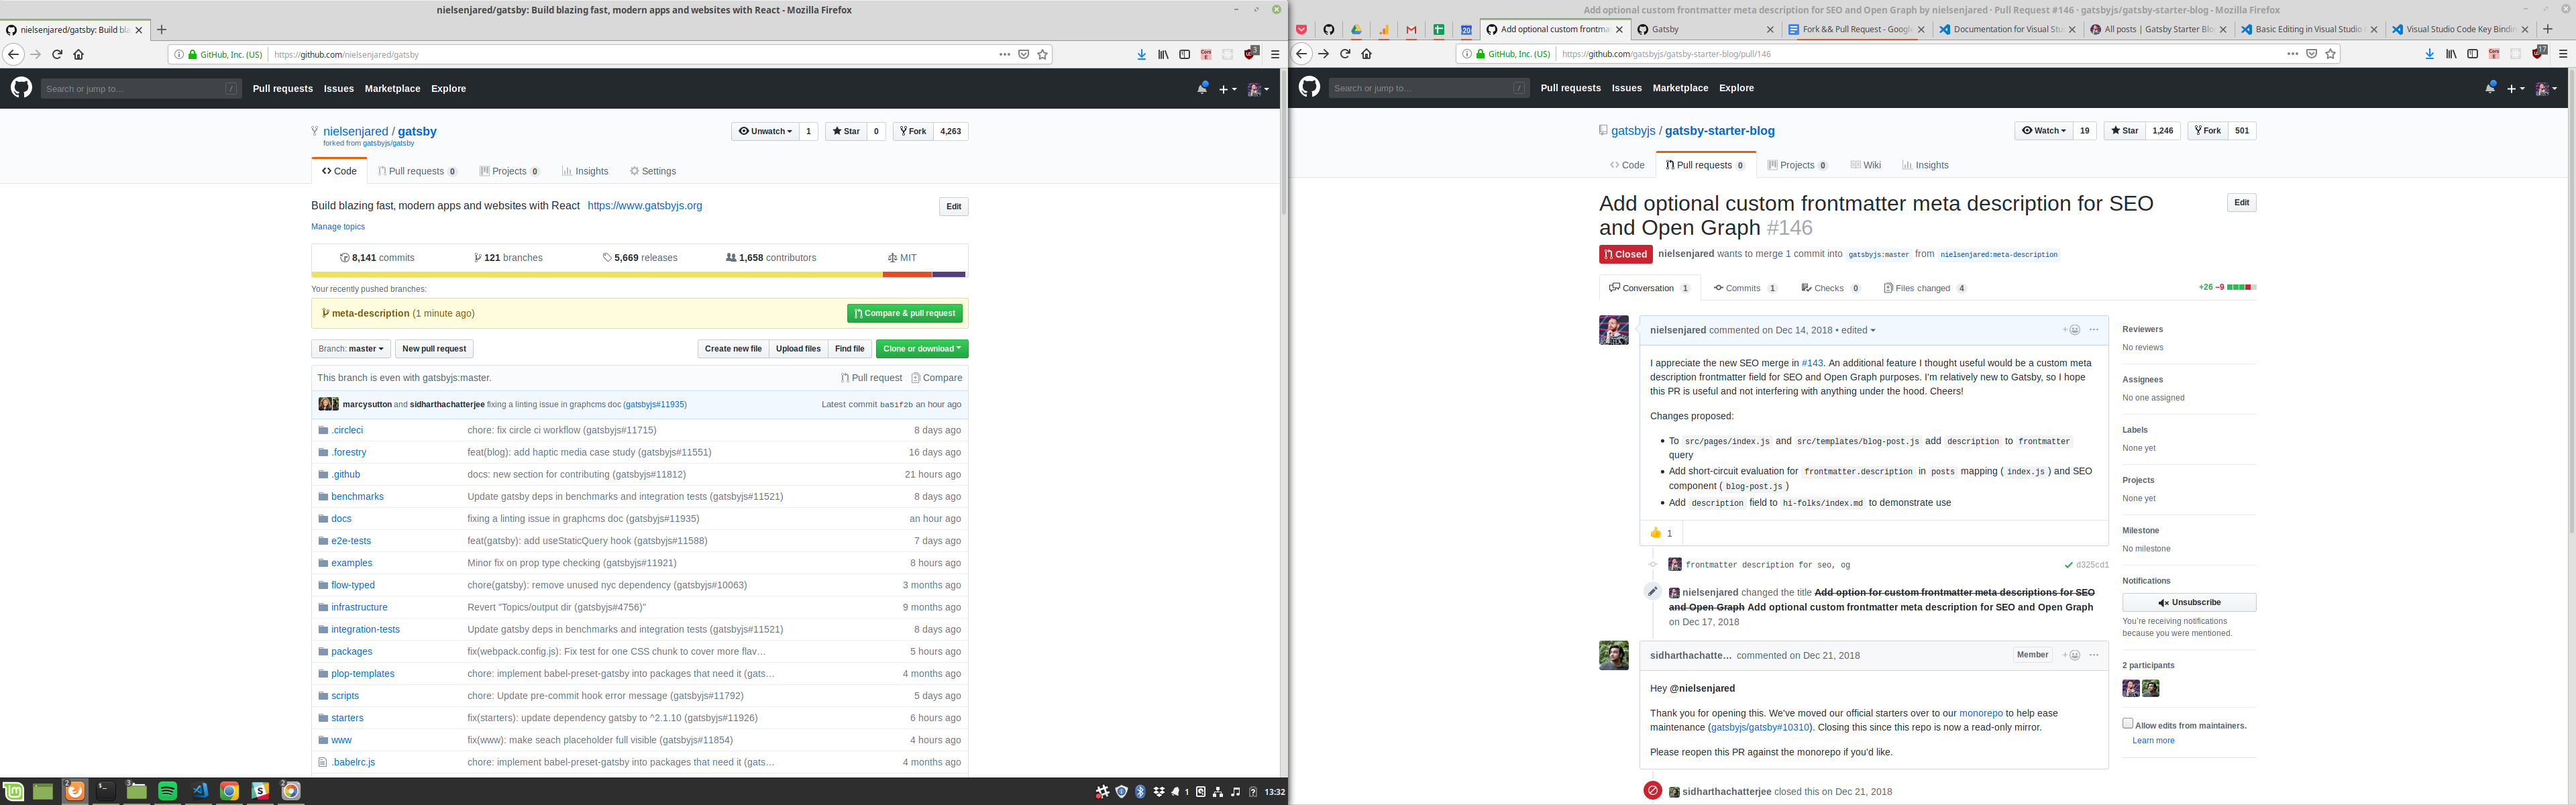 nielsenjared/gatsby: Build blazing fast, modern apps and websites with React - Mozilla Firefox
nielsenjared/gatsby: Build bla
GitHub, Inc. (US) https://github.com/nielsenjared/gatsby
3
Search or jump to... /
Pull requests Issues Marketplace Explore
nielsenjared / gatsby
forked from gatsbyjs/gatsby
Unwatch 1 Star 0 Fork 4,263
Code Pull requests 0 Projects 0 Insights Settings
Build blazing fast, modern apps and websites with React https://www.gatsbyjs.org
Edit
Manage topics
8,141 commits 121 branches 5,669 releases 1,658 contributors MIT
Your recently pushed branches:
meta-description (1 minute ago) Compare & pull request
Branch: master New pull request Create new file Upload files Find file Clone or download
This branch is even with gatsbyjs:master. Pull request Compare
marcysutton and sidharthachatterjee fixing a linting issue in graphcms doc (gatsbyjs#11935) Latest commit ba51f2b an hour ago
.circleci chore: fix circle ci workflow (gatsbyjs#11715) 8 days ago
.forestry feat(blog): add haptic media case study (gatsbyjs#11551) 16 days ago
.github docs: new section for contributing (gatsbyjs#11812) 21 hours ago
benchmarks Update gatsby deps in benchmarks and integration tests (gatsbyjs#11521) 8 days ago
docs fixing a linting issue in graphcms doc (gatsbyjs#11935) an hour ago
e2e-tests feat(gatsby): add useStaticQuery hook (gatsbyjs#11588) 7 days ago
examples Minor fix on prop type checking (gatsbyjs#11921) 8 hours ago
flow-typed chore(gatsby): remove unused nyc dependency (gatsbyjs#10063) 3 months ago
infrastructure Revert "Topics/output dir (gatsbyjs#4756)" 9 months ago
integration-tests Update gatsby deps in benchmarks and integration tests (gatsbyjs#11521) 8 days ago
packages fix(webpack.config.js): Fix test for one CSS chunk to cover more flav… 5 hours ago
plop-templates chore: implement babel-preset-gatsby into packages that need it (gats… 4 months ago
scripts chore: Update pre-commit hook error message (gatsbyjs#11792) 5 days ago
starters fix(starters): update dependency gatsby to ^2.1.10 (gatsbyjs#11926) 6 hours ago
www fix(www): make seach placeholder full visible (gatsbyjs#11854) 4 hours ago
.babelrc.js chore: implement babel-preset-gatsby into packages that need it (gats… 4 months ago
2 3 2 1 13:32
Add optional custom frontmatter meta description for SEO and Open Graph by nielsenjared · Pull Request #146 · gatsbyjs/gatsby-starter-blog - Mozilla Firefox
20 Add optional custom frontma Gatsby Fork && Pull Request - Googl Documentation for Visual Stu All posts | Gatsby Starter Blo Basic Editing in Visual Studio Visual Studio Code Key Bindin
GitHub, Inc. (US) https://github.com/gatsbyjs/gatsby-starter-blog/pull/146
17
Search or jump to... /
Pull requests Issues Marketplace Explore
gatsbyjs / gatsby-starter-blog
Watch 19 Star 1,246 Fork 501
Code Pull requests 0 Projects 0 Wiki Insights
Add optional custom frontmatter meta description for SEO
and Open Graph #146
Edit
Closed nielsenjared wants to merge 1 commit into gatsbyjs:master from nielsenjared:meta-description
Conversation 1 Commits 1 Checks 0 Files changed 4 +26 −9
nielsenjared commented on Dec 14, 2018 • edited
I appreciate the new SEO merge in #143. An additional feature I thought useful would be a custom meta
description frontmatter field for SEO and Open Graph purposes. I'm relatively new to Gatsby, so I hope
this PR is useful and not interfering with anything under the hood. Cheers!
Changes proposed:
To src/pages/index.js and src/templates/blog-post.js add description to frontmatter
query
Add short-circuit evaluation for frontmatter.description in posts mapping ( index.js ) and SEO
component ( blog-post.js )
Add description field to hi-folks/index.md to demonstrate use
1
frontmatter description for seo, og d325cd1
nielsenjared changed the title Add option for custom frontmatter meta descriptions for SEO
and Open Graph Add optional custom frontmatter meta description for SEO and Open Graph
on Dec 17, 2018
sidharthachatte… commented on Dec 21, 2018 Member
Hey @nielsenjared
Thank you for opening this. We've moved our official starters over to our monorepo to help ease
maintenance (gatsbyjs/gatsby#10310). Closing this since this repo is now a read-only mirror.
Please reopen this PR against the monorepo if you'd like.
sidharthachatterjee closed this on Dec 21, 2018
Reviewers
No reviews
Assignees
No one assigned
Labels
None yet
Projects
None yet
Milestone
No milestone
Notifications
Unsubscribe
You're receiving notifications
because you were mentioned.
2 participants
Allow edits from maintainers.
Learn more